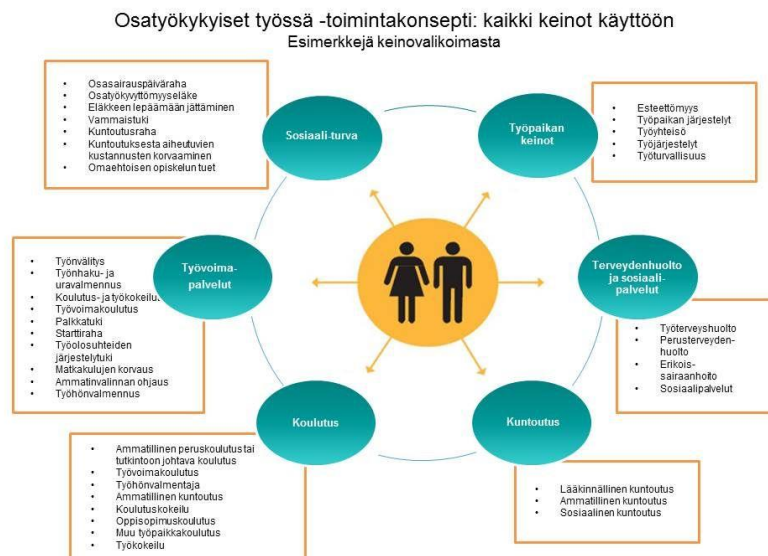 Osatyökykyiset työssä -toimintakonsepti: kaikki keinot käyttöön
Esimerkkejä keinovalikoimasta
• Osasairauspäiväraha
• Osatyökyvyttömyyseläke
• Eläkkeen lepäämään jättäminen
• Vammaistuki
• Kuntoutusraha
• Kuntoutuksesta aiheutuvien
kustannusten korvaaminen
• Omaehtoisen opiskelun tuet
Sosiaali-turva
Työpaikan
keinot
• Esteettömyys
• Työpaikan järjestelyt
• Työyhteisö
• Työjärjestelyt
• Työturvallisuus
• Työnvälitys
• Työnhaku- ja
uravalmennus
• Koulutus- ja työkokeilut
• Työvoimakoulutus
• Palkkatuki
• Starttiraha
• Työolosuhteiden
järjestelytuki
• Matkakulujen korvaus
• Ammatinvalinnan ohjaus
• Työhönvalmennus
Työvoima-
palvelut
Terveydenhuolto
ja sosiaali-
palvelut
• Työterveyshuolto
• Perusterveyden-
huolto
• Erikois-
sairaanhoito
• Sosiaalipalvelut
Koulutus
• Ammatillinen peruskoulutus tai
tutkintoon johtava koulutus
• Työvoimakoulutus
• Työhönvalmentaja
• Ammatillinen kuntoutus
• Koulutuskokeilu
• Oppisopimuskoulutus
• Muu työpaikkakoulutus
• Työkokeilu
Kuntoutus
• Lääkinnällinen kuntoutus
• Ammatillinen kuntoutus
• Sosiaalinen kuntoutus